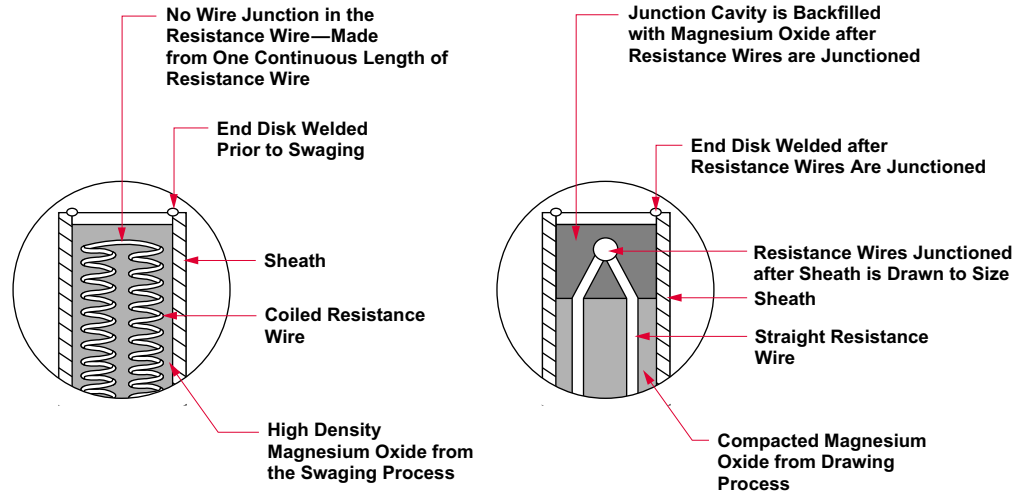 No Wire Junction in the
Resistance Wire—Made
from One Continuous Length of
Resistance Wire
End Disk Welded
Prior to Swaging
Sheath
Coiled Resistance
Wire
High Density
Magnesium Oxide from
the Swaging Process
Junction Cavity is Backfilled
with Magnesium Oxide after
Resistance Wires are Junctioned
End Disk Welded after
Resistance Wires Are Junctioned
Resistance Wires Junctioned
after Sheath is Drawn to Size
Sheath
Straight Resistance
Wire
Compacted Magnesium
Oxide from Drawing
Process